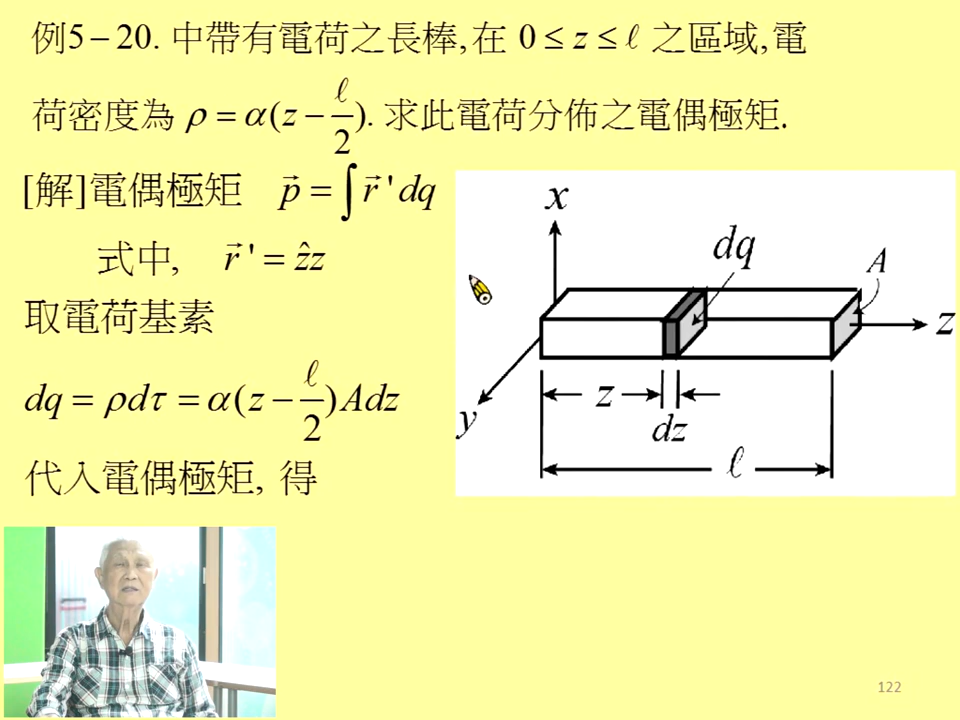 例5－20. 中帶有電荷之長棒,在 0 ≤ z ≤ ℓ 之區域,電
荷密度為 ρ = α(z − ℓ/2). 求此電荷分佈之電偶極矩.
[解]電偶極矩 p⃗ = ∫ r⃗ ' dq
式中, r⃗ ' = ẑz
取電荷基素
dq = ρdτ = α(z − ℓ/2)Adz
代入電偶極矩, 得
x
dq
A
z
y
z
dz
ℓ
122